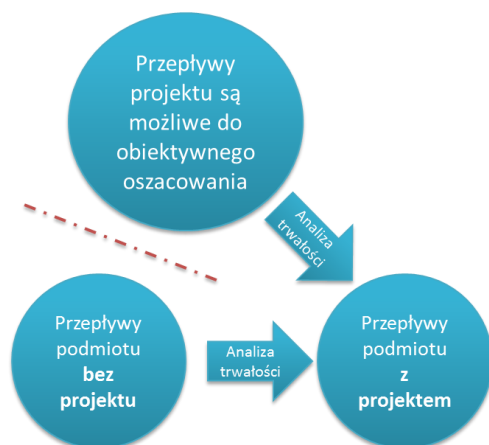 Przepływy
projektu są
możliwe do
obiektywnego
oszacowania
Analiza
trwałości
Przepływy
podmiotu
bez
projektu
Analiza
trwałości
Przepływy
podmiotu
z
projektem